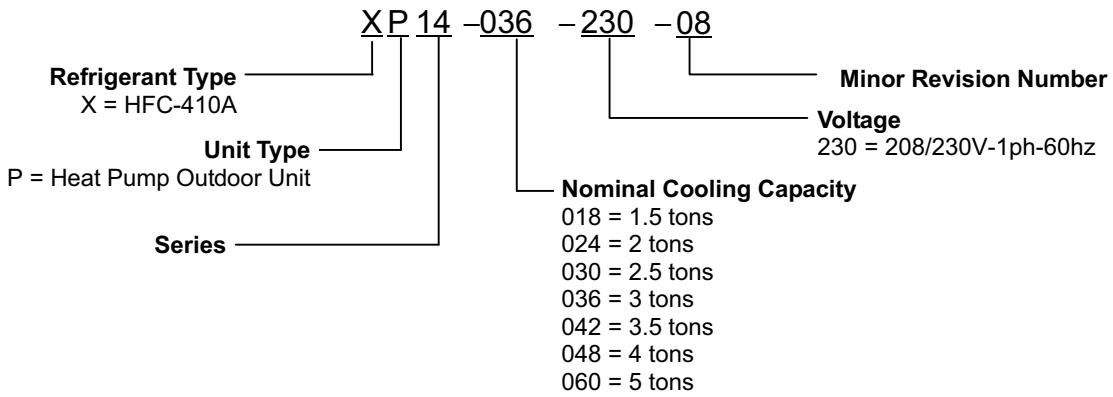 XP14 –036 –230 –08
Refrigerant Type
X = HFC-410A
Unit Type
P = Heat Pump Outdoor Unit
Series
Minor Revision Number
Voltage
230 = 208/230V-1ph-60hz
Nominal Cooling Capacity
018 = 1.5 tons
024 = 2 tons
030 = 2.5 tons
036 = 3 tons
042 = 3.5 tons
048 = 4 tons
060 = 5 tons